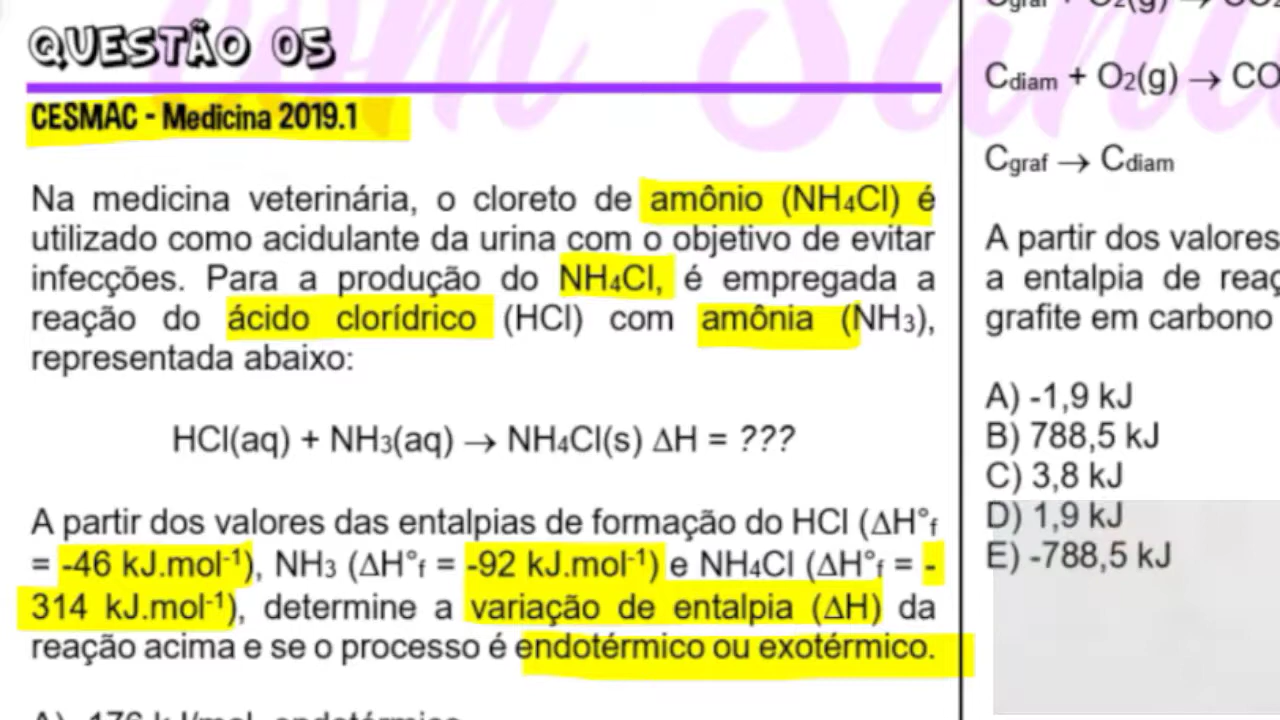 QUESTÃO 05
CESMAC - Medicina 2019.1
Na medicina veterinária, o cloreto de amônio (NH4Cl) é
utilizado como acidulante da urina com o objetivo de evitar
infecções. Para a produção do NH4Cl, é empregada a
reação do ácido clorídrico (HCl) com amônia (NH3),
representada abaixo:
HCl(aq) + NH3(aq) → NH4Cl(s) ΔH = ???
A partir dos valores das entalpias de formação do HCl (ΔH°f
= -46 kJ.mol-1), NH3 (ΔH°f = -92 kJ.mol-1) e NH4Cl (ΔH°f = -
314 kJ.mol-1), determine a variação de entalpia (ΔH) da
reação acima e se o processo é endotérmico ou exotérmico.
Cdiam + O2(g) → CO
Cgraf → Cdiam
A partir dos valores
a entalpia de reaç
grafite em carbono
A) -1,9 kJ
B) 788,5 kJ
C) 3,8 kJ
D) 1,9 kJ
E) -788,5 kJ